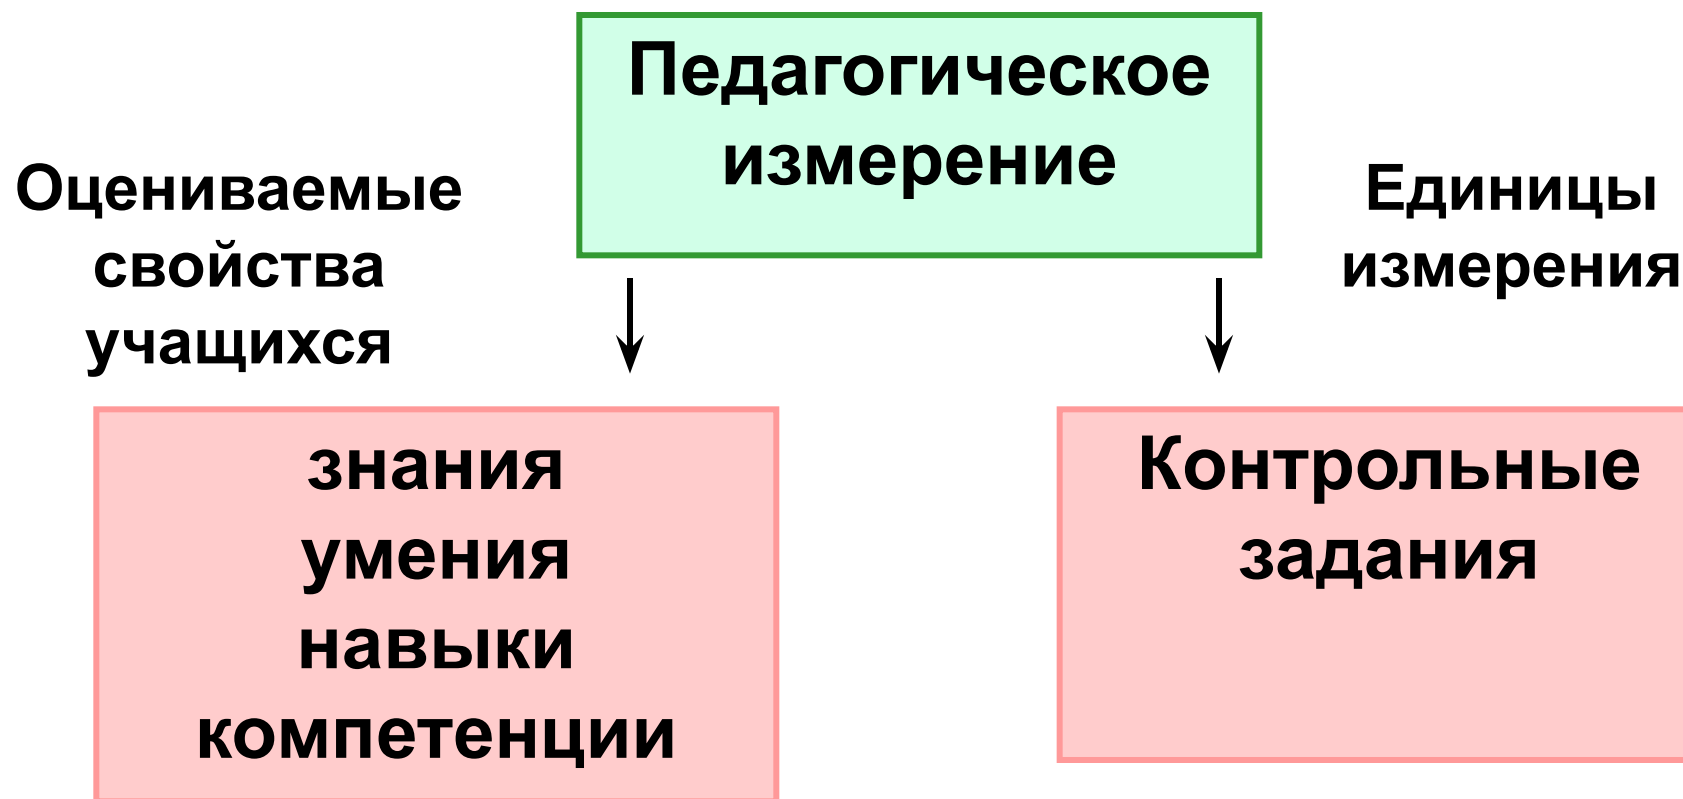 Педагогическое
измерение
Оцениваемые
свойства
учащихся
Единицы
измерения
знания
умения
навыки
компетенции
Контрольные
задания